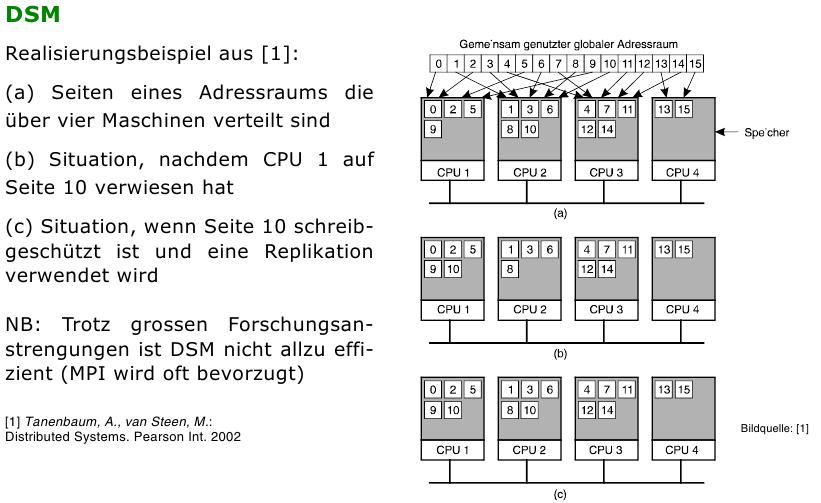 DSM
Realisierungsbeispiel aus [1]:
(a) Seiten eines Adressraums die
über vier Maschinen verteilt sind
(b) Situation, nachdem CPU 1 auf
Seite 10 verwiesen hat
(c) Situation, wenn Seite 10 schreib-
geschützt ist und eine Replikation
verwendet wird
NB: Trotz grossen Forschungsan-
strengungen ist DSM nicht allzu effi-
zient (MPI wird oft bevorzugt)
[1] Tanenbaum, A., van Steen, M.:
Distributed Systems. Pearson Int. 2002
Gemeinsam genutzter globaler Adressraum
0 1 2 3 4 5 6 7 8 9 10 11 12 13 14 15
0 2 5 1 3 6 4 7 11 13 15
9 8 10 12 14
Speicher
CPU 1 CPU 2 CPU 3 CPU 4
(a)
0 2 5 1 3 6 4 7 11 13 15
9 10 8 12 14
CPU 1 CPU 2 CPU 3 CPU 4
(b)
0 2 5 1 3 6 4 7 11 13 15
9 10 8 10 12 14
Bildquelle: [1]
CPU 1 CPU 2 CPU 3 CPU 4
(c)